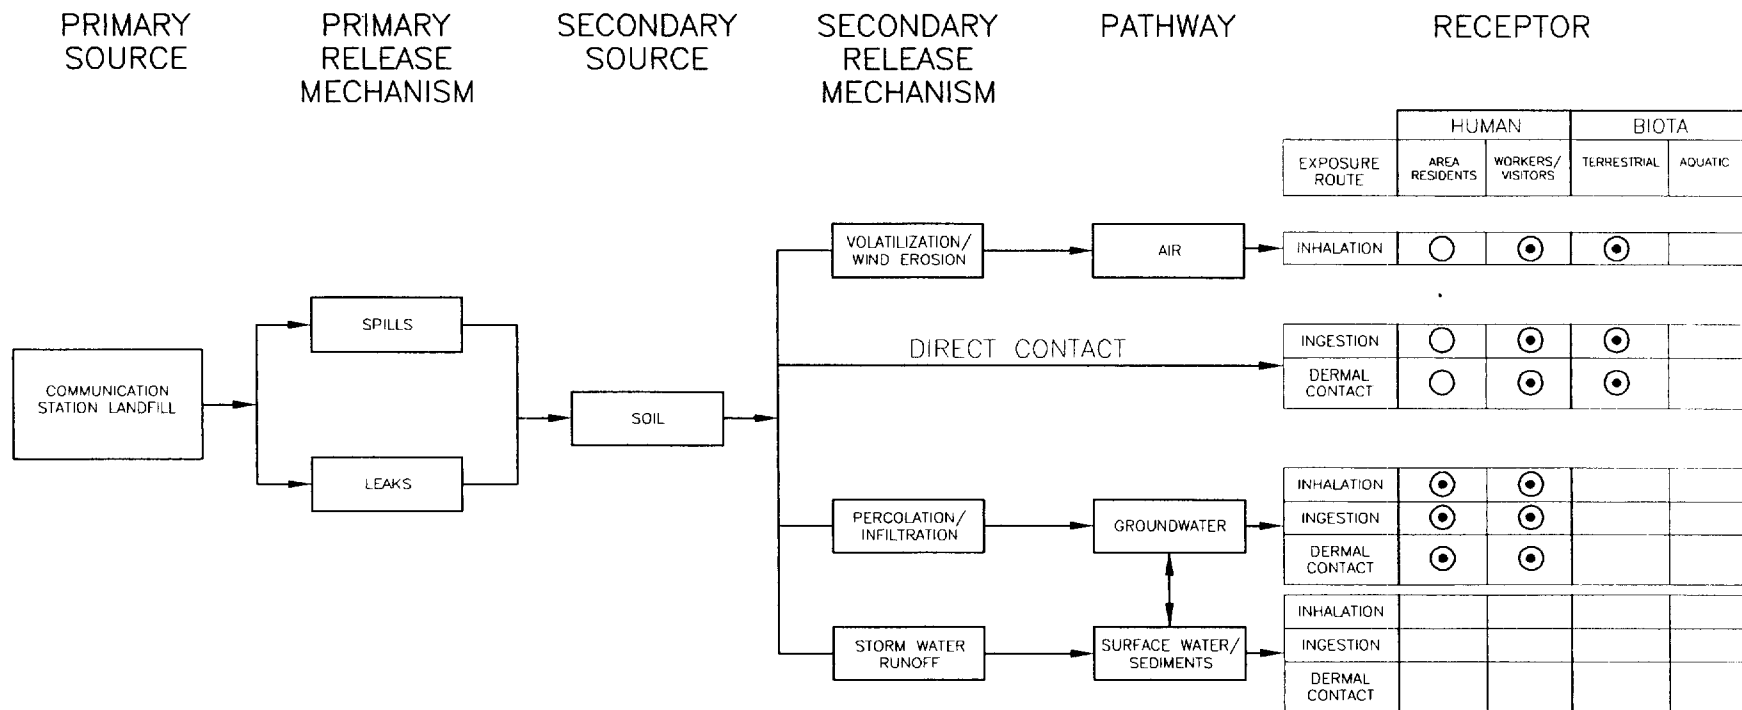 PRIMARY
SOURCE
PRIMARY
RELEASE
MECHANISM
SECONDARY
SOURCE
SECONDARY
RELEASE
MECHANISM
PATHWAY
RECEPTOR
HUMAN
BIOTA
EXPOSURE
ROUTE
AREA
RESIDENTS
WORKERS/
VISITORS
TERRESTRIAL
AQUATIC
VOLATILIZATION/
WIND EROSION
AIR
INHALATION
SPILLS
DIRECT CONTACT
INGESTION
DERMAL
CONTACT
COMMUNICATION
STATION LANDFILL
SOIL
LEAKS
PERCOLATION/
INFILTRATION
GROUNDWATER
INHALATION
INGESTION
DERMAL
CONTACT
STORM WATER
RUNOFF
SURFACE WATER/
SEDIMENTS
INHALATION
INGESTION
DERMAL
CONTACT